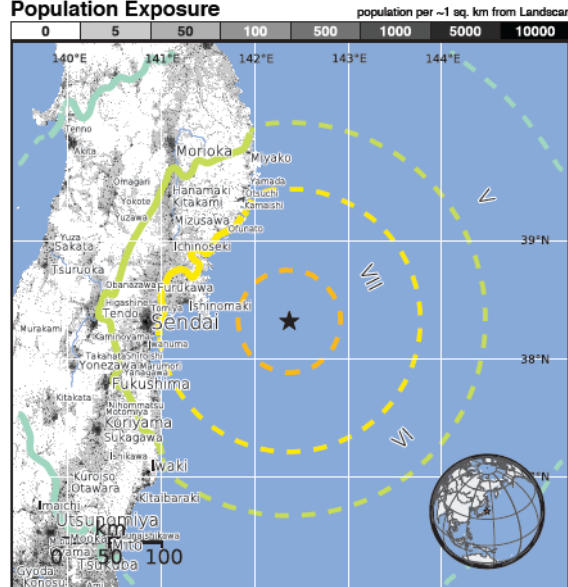 Population Exposure
population per ~1 sq. km from Landscan
0 5 50 100 500 1000 5000 10000
140°E 141°E 142°E 143°E 144°E
Tenno
Akita
Morioka
Miyako
Omagari
Yamada
Hanamaki
Otsuchi
Yokote
Kitakami
Kamaishi
Yuzawa
Mizusawa
V
Ofunato
Yuza
Sakata
Ichinoseki
39°N
Tsuruoka
VII
Obanazawa
Furukawa
Higashine
Tomiya
Ishinomaki
Tendo
Sendai
Murakami
Kaminoyama
Iwanuma
Takahata
Shiroishi
38°N
Yonezawa
Marumori
Yanagawa
Fukushima
Kitakata
Nihommatsu
Motomiya
Koriyama
Sukagawa
VI
Ishikawa
Iwaki
Kuroiso
Otawara
Kitaibaraki
Imaichi
Utsunomiya
km
Mito
0 50 100
Tsukuba
Gyoda
Konosu